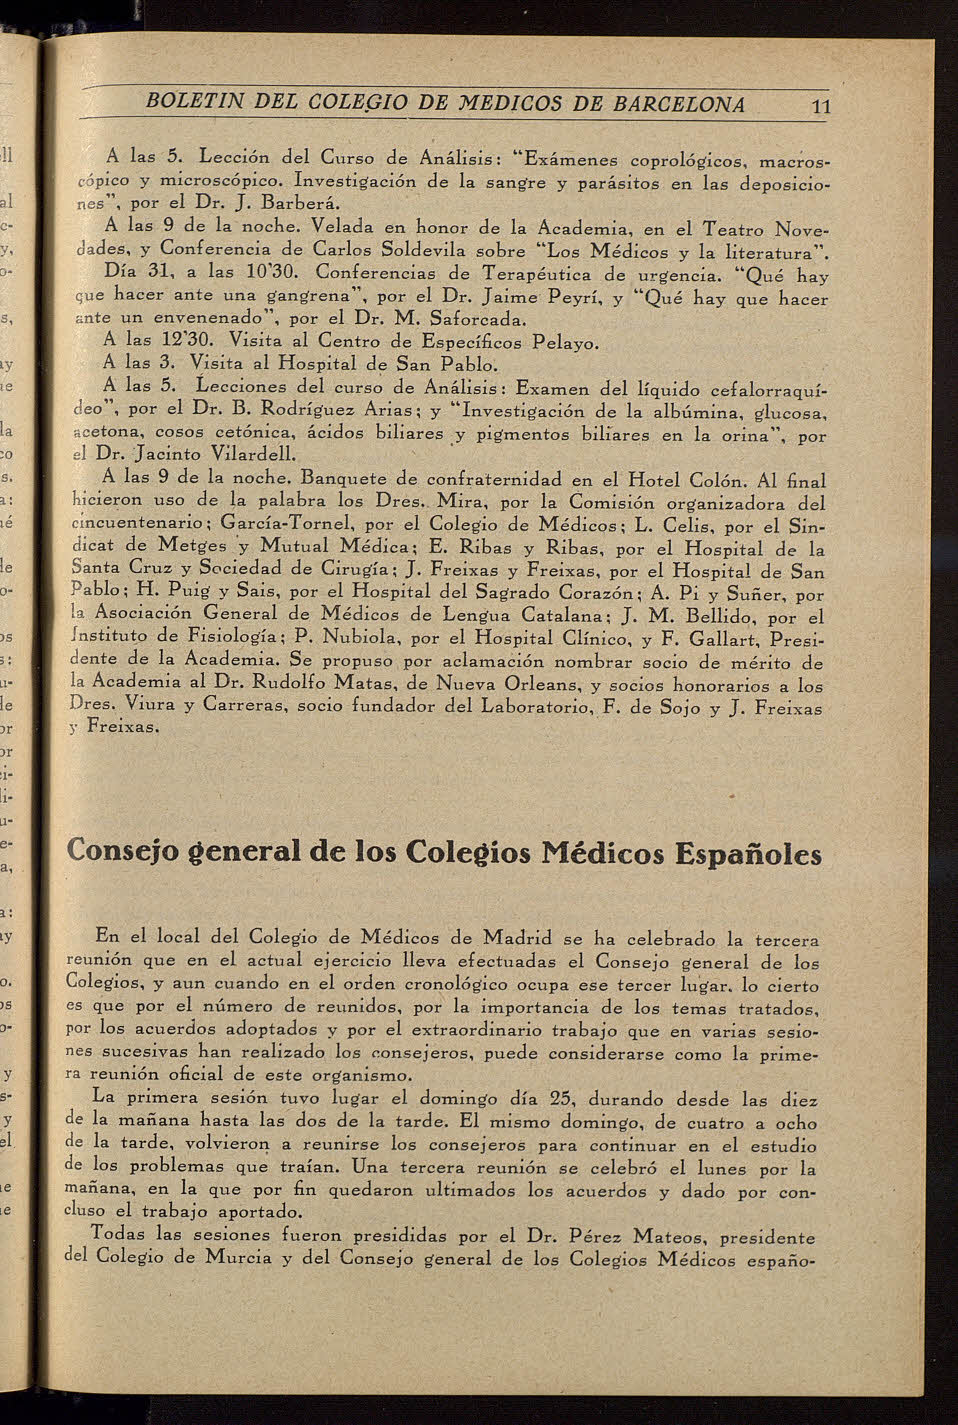 BOLETIN DEL COLEGIO DE MEDICOS DE BARCELONA 11
A las 5. Lección del Curso de Análisis: “Exámenes coprológicos, macros-
cópico y microscópico. Investigación de la sangre y parásitos en las deposicio-
nes”, por el Dr. J. Barberá.
A las 9 de la noche. Velada en honor de la Academia, en el Teatro Nove-
dades, y Conferencia de Carlos Soldevila sobre “Los Médicos y la literatura”.
Día 31, a las 10’30. Conferencias de Terapéutica de urgencia. “Qué hay
que hacer ante una gangrena”, por el Dr. Jaime Peyrí, y “Qué hay que hacer
ante un envenenado”, por el Dr. M. Saforcada.
A las 12’30. Visita al Centro de Específicos Pelayo.
A las 3. Visita al Hospital de San Pablo.
A las 5. Lecciones del curso de Análisis: Examen del líquido cefalorraquí-
deo”, por el Dr. B. Rodríguez Arias; y “Investigación de la albúmina, glucosa,
acetona, cosos cetónica, ácidos biliares y pigmentos biliares en la orina”, por
el Dr. Jacinto Vilardell.
A las 9 de la noche. Banquete de confraternidad en el Hotel Colón. Al final
hicieron uso de la palabra los Dres. Mira, por la Comisión organizadora del
cincuentenario; García-Tornel, por el Colegio de Médicos; L. Celis, por el Sin-
dicat de Metges y Mutual Médica; E. Ribas y Ribas, por el Hospital de la
Santa Cruz y Sociedad de Cirugía; J. Freixas y Freixas, por el Hospital de San
Pablo; H. Puig y Sais, por el Hospital del Sagrado Corazón; A. Pi y Suñer, por
la Asociación General de Médicos de Lengua Catalana; J. M. Bellido, por el
Instituto de Fisiología; P. Nubiola, por el Hospital Clínico, y F. Gallart, Presi-
dente de la Academia. Se propuso por aclamación nombrar socio de mérito de
la Academia al Dr. Rudolfo Matas, de Nueva Orleans, y socios honorarios a los
Dres. Viura y Carreras, socio fundador del Laboratorio, F. de Sojo y J. Freixas
y Freixas.
Consejo general de los Colegios Médicos Españoles
En el local del Colegio de Médicos de Madrid se ha celebrado la tercera
reunión que en el actual ejercicio lleva efectuadas el Consejo general de los
Colegios, y aun cuando en el orden cronológico ocupa ese tercer lugar. lo cierto
es que por el número de reunidos, por la importancia de los temas tratados,
por los acuerdos adoptados y por el extraordinario trabajo que en varias sesio-
nes sucesivas han realizado los consejeros, puede considerarse como la prime-
ra reunión oficial de este organismo.
La primera sesión tuvo lugar el domingo día 25, durando desde las diez
de la mañana hasta las dos de la tarde. El mismo domingo, de cuatro a ocho
de la tarde, volvieron a reunirse los consejeros para continuar en el estudio
de los problemas que traían. Una tercera reunión se celebró el lunes por la
mañana, en la que por fin quedaron ultimados los acuerdos y dado por con-
cluso el trabajo aportado.
Todas las sesiones fueron presididas por el Dr. Pérez Mateos, presidente
del Colegio de Murcia y del Consejo general de los Colegios Médicos españo-